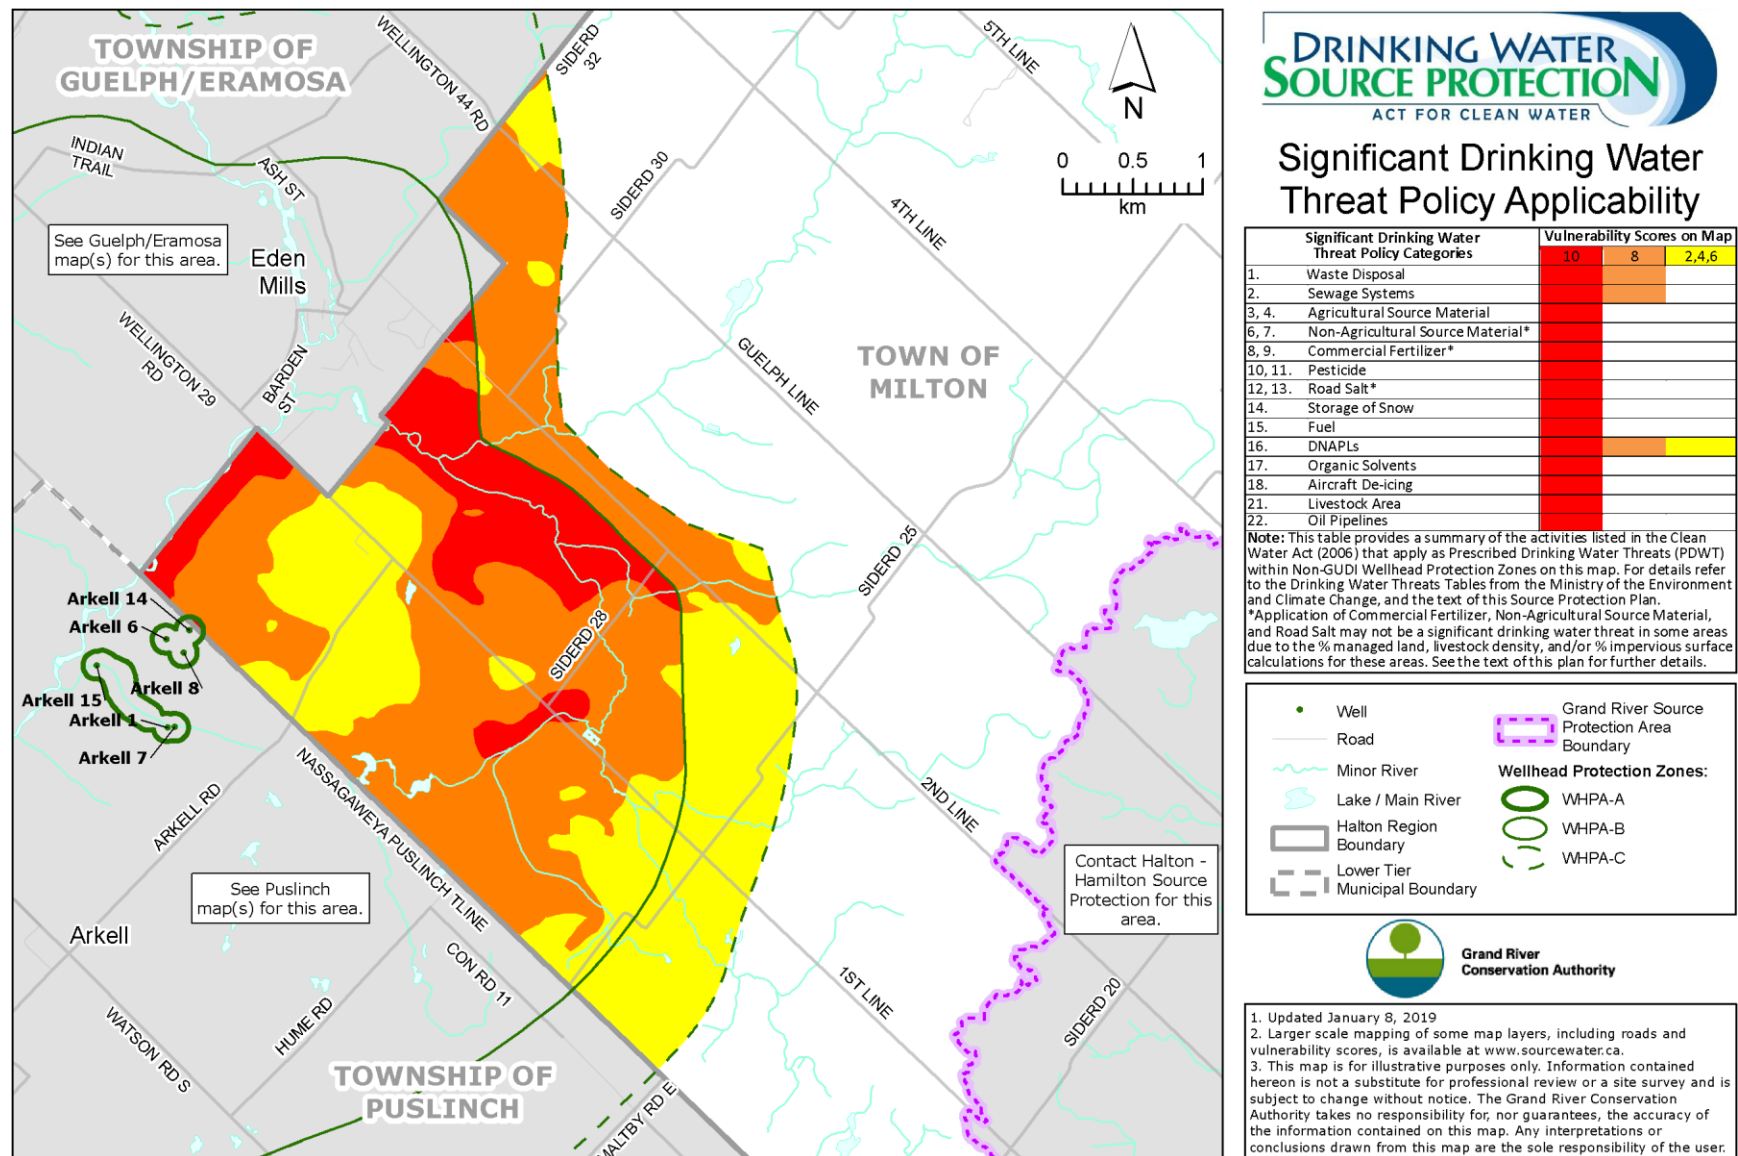 TOWNSHIP OF
GUELPH/ERAMOSA
WELLINGTON 44 RD
SIDERD
32
5TH LINE
N
0 0.5 1
km
INDIAN
TRAIL
ASH ST
SIDERD 30
4TH LINE
See Guelph/Eramosa
map(s) for this area.
Eden
Mills
WELLINGTON 29
RD
BARDEN
ST
GUELPH LINE
TOWN OF
MILTON
SIDERD 25
Arkell 14
Arkell 6
Arkell 8
Arkell 15
Arkell 1
Arkell 7
SIDERD 28
ARKELL RD
NASSAGAWEYA PUSLINCH TLINE
2ND LINE
See Puslinch
map(s) for this area.
Contact Halton -
Hamilton Source
Protection for this
area.
Arkell
CON RD 11
1ST LINE
HUME RD
WATSON RD S
SIDERD 20
TOWNSHIP OF
PUSLINCH
MALTBY RD E
DRINKING WATER
SOURCE PROTECTION
ACT FOR CLEAN WATER
Significant Drinking Water
Threat Policy Applicability
Significant Drinking Water
Threat Policy Categories
Vulnerability Scores on Map
10 8 2,4,6
1. Waste Disposal
2. Sewage Systems
3, 4. Agricultural Source Material
6, 7. Non-Agricultural Source Material*
8, 9. Commercial Fertilizer*
10, 11. Pesticide
12, 13. Road Salt*
14. Storage of Snow
15. Fuel
16. DNAPLs
17. Organic Solvents
18. Aircraft De-icing
21. Livestock Area
22. Oil Pipelines
Note: This table provides a summary of the activities listed in the Clean
Water Act (2006) that apply as Prescribed Drinking Water Threats (PDWT)
within Non-GUDI Wellhead Protection Zones on this map. For details refer
to the Drinking Water Threats Tables from the Ministry of the Environment
and Climate Change, and the text of this Source Protection Plan.
*Application of Commercial Fertilizer, Non-Agricultural Source Material,
and Road Salt may not be a significant drinking water threat in some areas
due to the % managed land, livestock density, and/or % impervious surface
calculations for these areas. See the text of this plan for further details.
Well
Road
Minor River
Lake / Main River
Halton Region
Boundary
Lower Tier
Municipal Boundary
Grand River Source
Protection Area
Boundary
Wellhead Protection Zones:
WHPA-A
WHPA-B
WHPA-C
Grand River
Conservation Authority
1. Updated January 8, 2019
2. Larger scale mapping of some map layers, including roads and
vulnerability scores, is available at www.sourcewater.ca.
3. This map is for illustrative purposes only. Information contained
hereon is not a substitute for professional review or a site survey and is
subject to change without notice. The Grand River Conservation
Authority takes no responsibility for, nor guarantees, the accuracy of
the information contained on this map. Any interpretations or
conclusions drawn from this map are the sole responsibility of the user.